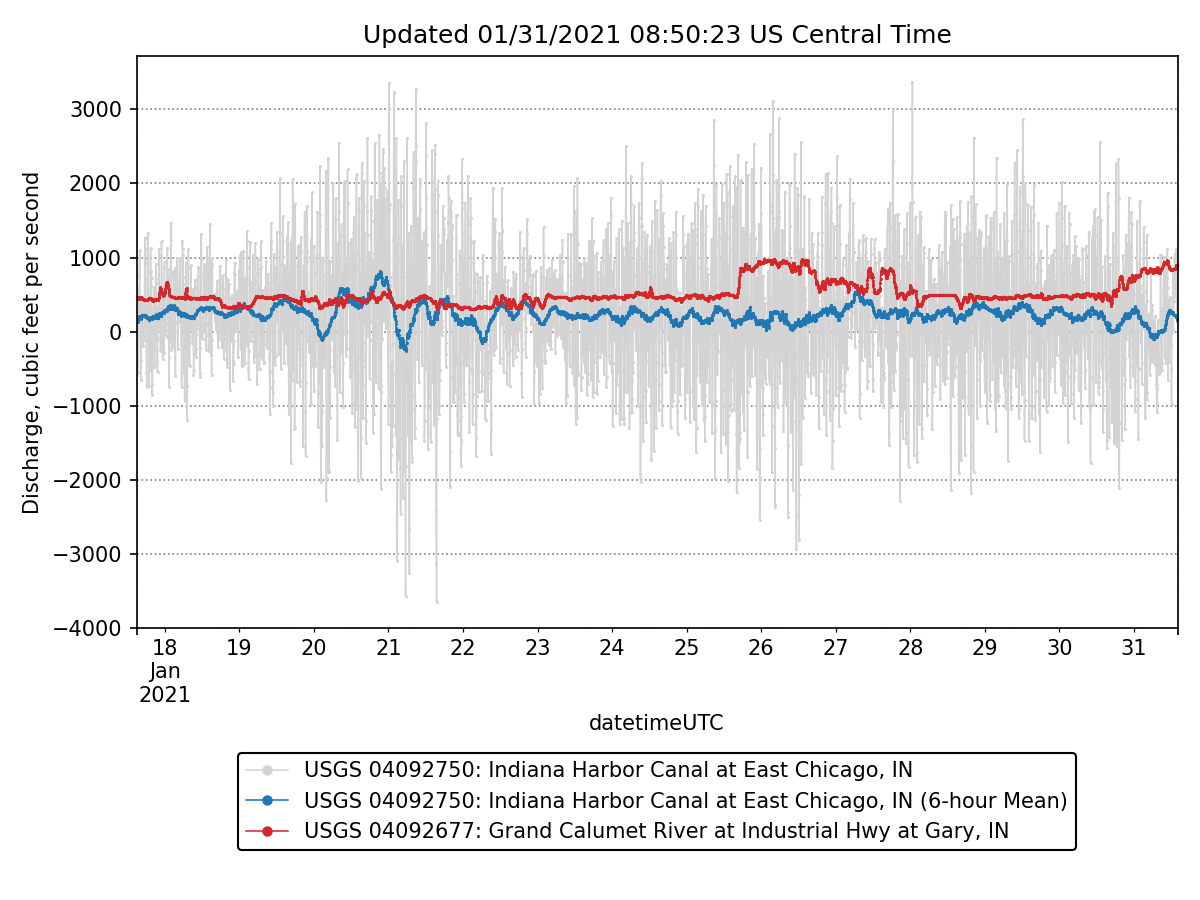 Updated 01/31/2021 08:50:23 US Central Time
Discharge, cubic feet per second
3000
2000
1000
0
−1000
−2000
−3000
−4000
18 19 20 21 22 23 24 25 26 27 28 29 30 31
Jan
2021
datetimeUTC
USGS 04092750: Indiana Harbor Canal at East Chicago, IN
USGS 04092750: Indiana Harbor Canal at East Chicago, IN (6-hour Mean)
USGS 04092677: Grand Calumet River at Industrial Hwy at Gary, IN